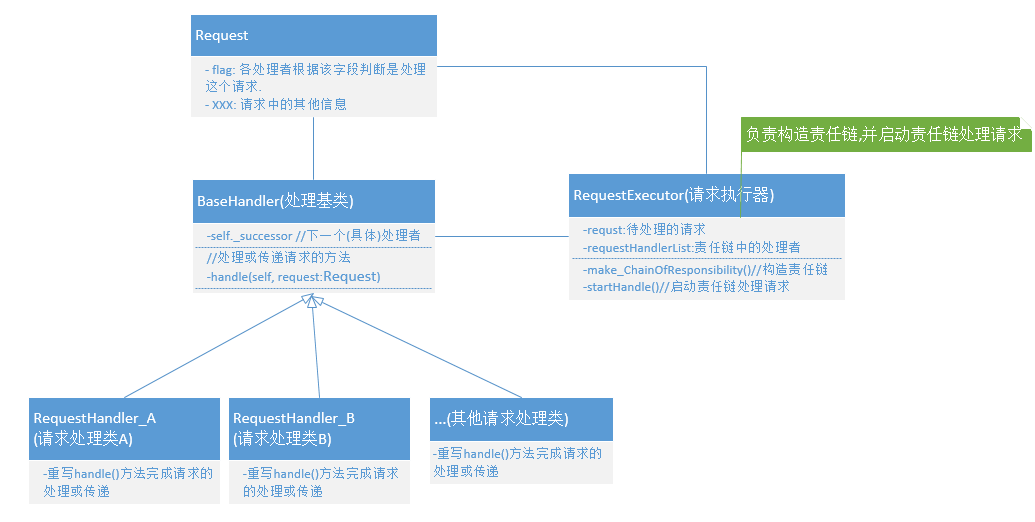 Request
- flag: 各处理者根据该字段判断是处理
这个请求.
- XXX: 请求中的其他信息
负责构造责任链,并启动责任链处理请求
BaseHandler(处理基类)
-self._successor //下一个(具体)处理者
//处理或传递请求的方法
-handle(self, request:Request)
RequestExecutor(请求执行器)
-requst:待处理的请求
-requestHandlerList:责任链中的处理者
-make_ChainOfResponsibility()//构造责任链
-startHandle()//启动责任链处理请求
RequestHandler_A
(请求处理类A)
-重写handle()方法完成请求的
处理或传递
RequestHandler_B
(请求处理类B)
-重写handle()方法完成请求
的处理或传递
...(其他请求处理类)
-重写handle()方法完成请求的
处理或传递